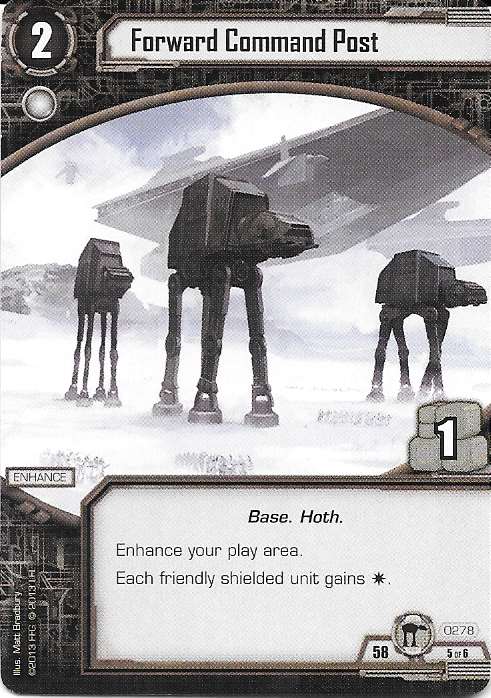 2
Forward Command Post
1
ENHANCE
Base. Hoth.
Enhance your play area.
Each friendly shielded unit gains ✷.
Illus. Matt Bradbury
©2013 FFG ©2013 LFL
58
5 OF 6
0278